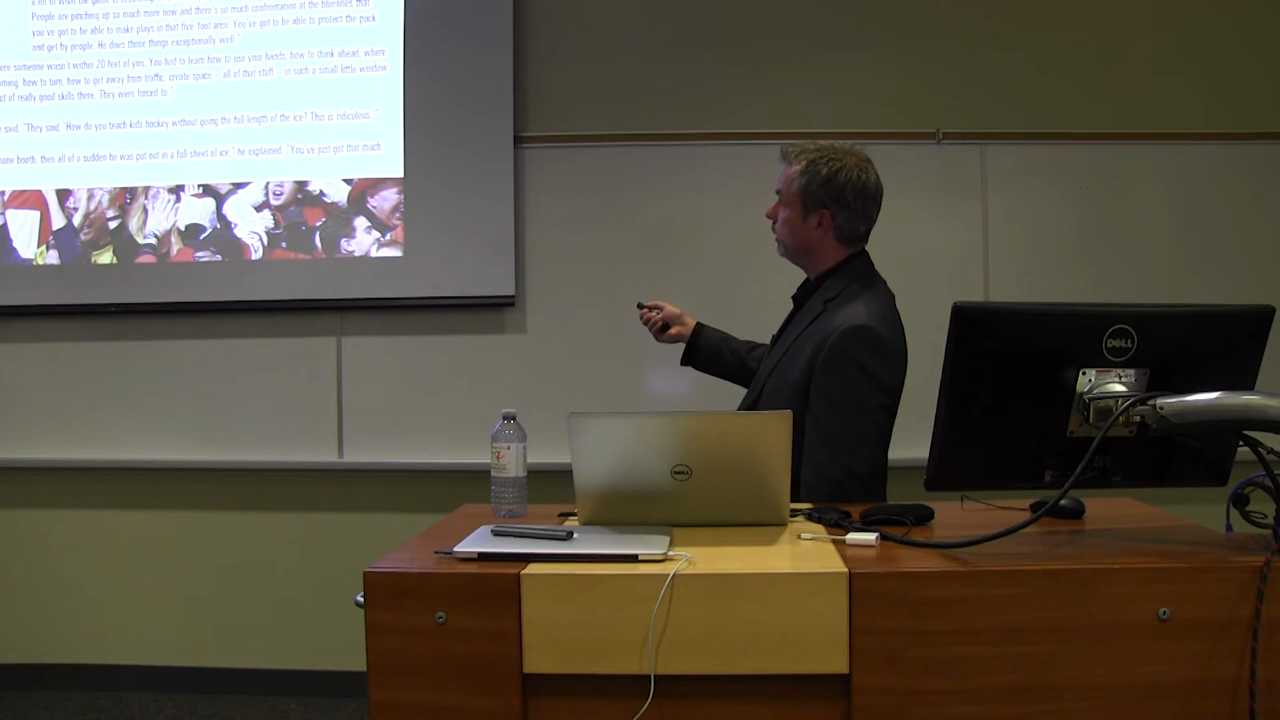 a lot of what the game is
People are pinching up so much more now and there's so much confrontation at the bluelines that
you've got to be able to make plays in that five-foot area. You've got to be able to protect the puck
and get by people. He does those things exceptionally well."
ere someone wasn't within 20 feet of you. You had to learn how to use your hands, how to think ahead, where
oming, how to turn, how to get away from traffic, create space – all of that stuff – in such a small little window
ot of really good skills there. They were forced to."
e said. "They said, 'How do you teach kids hockey without going the full length of the ice? This is ridiculous.'"
one booth, then all of a sudden he was put out in a full sheet of ice," he explained. "You've just got that much
DELL
DELL